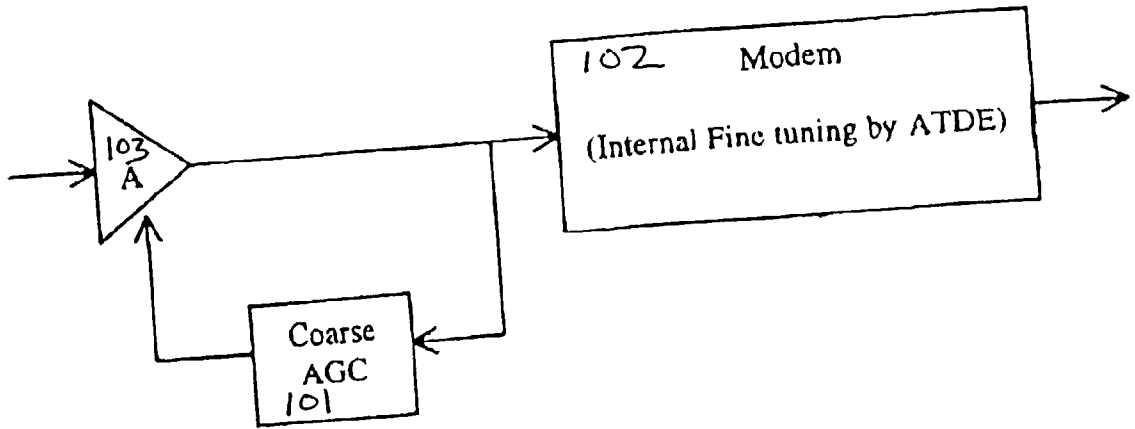 102 Modem
(Internal Fine tuning by ATDE)
103
A
Coarse
AGC
101